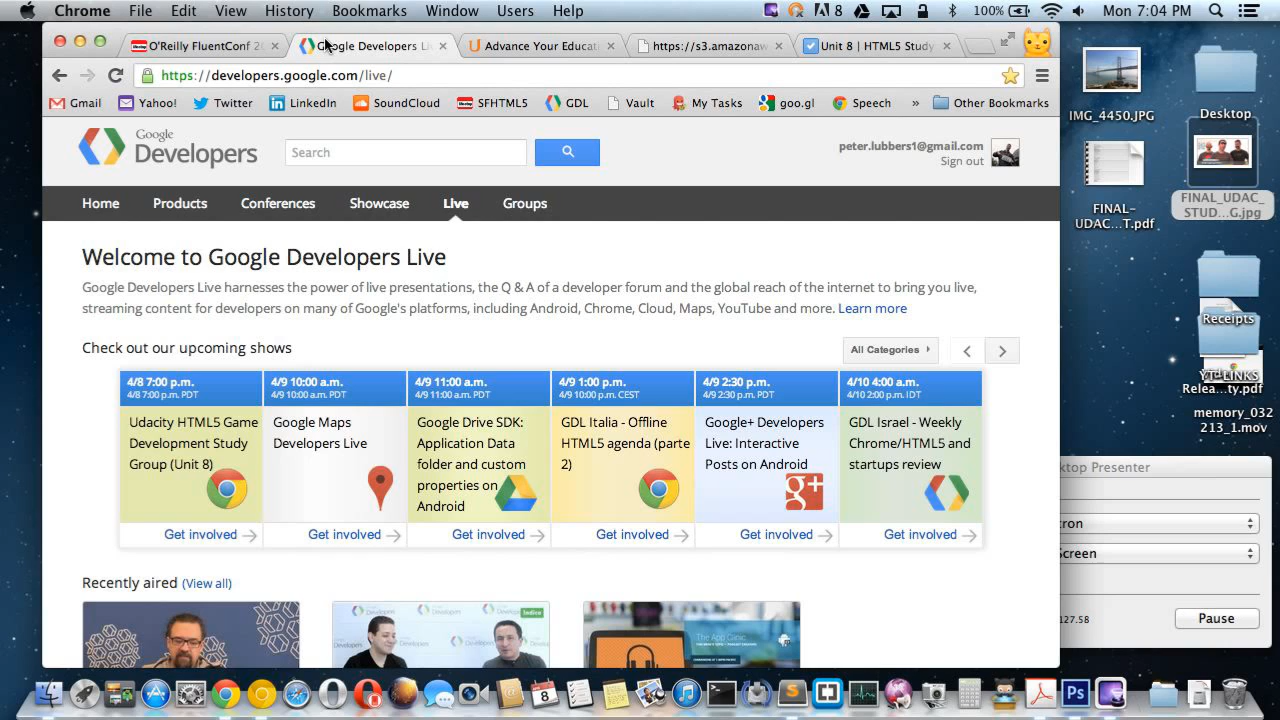 Chrome File Edit View History Bookmarks Window Users Help
8 100% Mon 7:04 PM
O'Reilly FluentConf 20
Google Developers Li
Advance Your Educati
https://s3.amazonaw
Unit 8 | HTML5 Study
https://developers.google.com/live/
Gmail Yahoo! Twitter LinkedIn SoundCloud SFHTML5 GDL Vault My Tasks goo.gl Speech » Other Bookmarks
Google
Developers
Search
peter.lubbers1@gmail.com
Sign out
Home Products Conferences Showcase Live Groups
Welcome to Google Developers Live
Google Developers Live harnesses the power of live presentations, the Q & A of a developer forum and the global reach of the internet to bring you live,
streaming content for developers on many of Google's platforms, including Android, Chrome, Cloud, Maps, YouTube and more. Learn more
Check out our upcoming shows
All Categories
4/8 7:00 p.m.
4/8 7:00 p.m. PDT
Udacity HTML5 Game
Development Study
Group (Unit 8)
Get involved
4/9 10:00 a.m.
4/9 10:00 a.m. PDT
Google Maps
Developers Live
Get involved
4/9 11:00 a.m.
4/9 11:00 a.m. PDT
Google Drive SDK:
Application Data
folder and custom
properties on
Android
Get involved
4/9 1:00 p.m.
4/9 10:00 p.m. CEST
GDL Italia - Offline
HTML5 agenda (parte
2)
Get involved
4/9 2:30 p.m.
4/9 2:30 p.m. PDT
Google+ Developers
Live: Interactive
Posts on Android
Get involved
4/10 4:00 a.m.
4/10 2:00 p.m. IDT
GDL Israel - Weekly
Chrome/HTML5 and
startups review
Get involved
Recently aired (View all)
The App Clinic
IMG_4450.JPG
Desktop
FINAL-
UDAC...T.pdf
FINAL_UDAC_
STUD...G.jpg
Receipts
YT LINKS
Relea...ty.pdf
memory_032
213_1.mov
ktop Presenter
tron
Screen
127.58
Pause
8